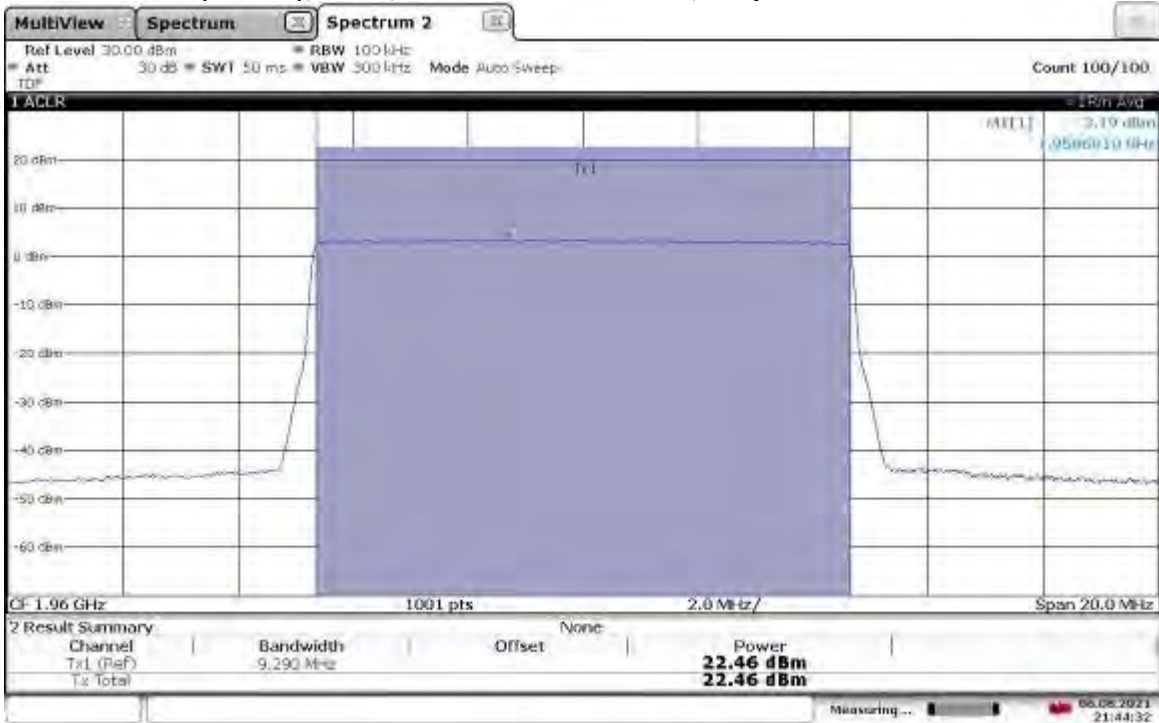 MultiView Spectrum Spectrum 2
Ref Level 30.00 dBm RBW 100 kHz
Att 30 dB SWT 50 ms VBW 300 kHz Mode Auto Sweep Count 100/100
TDF
1 ACLR 1Rm Avg
M1[1] 3.19 dBm
20 dBm
Tx1
10 dBm
0 dBm
-10 dBm
-20 dBm
-30 dBm
-40 dBm
-50 dBm
-60 dBm
CF 1.96 GHz 1001 pts 2.0 MHz/ Span 20.0 MHz
2 Result Summary None
Channel Bandwidth Offset Power
Tx1 (Ref) 9.290 MHz 22.46 dBm
Tx Total 22.46 dBm
Measuring... 06.08.2021
21:44:32